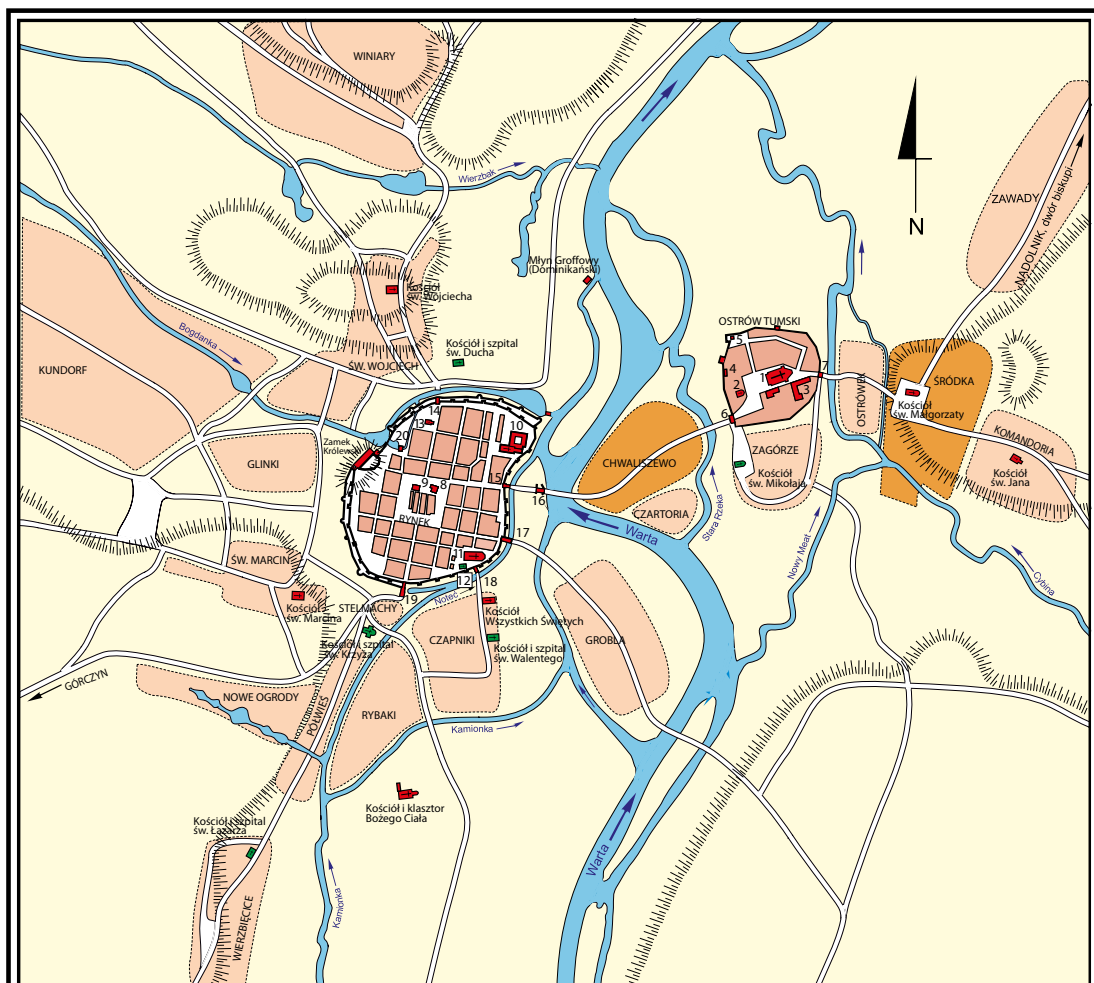 WINIARY
Wierzbak
ZAWADY
NADOLNIK, dwór biskupi
N
Młyn Groffowy
(Dominikański)
Kościół
św. Wojciecha
OSTRÓW TUMSKI
Bogdanka
Kościół i szpital
św. Ducha
KUNDORF
ŚW. WOJCIECH
5
4
1
2
3
7
6
OSTRÓWEK
ŚRÓDKA
Kościół
św. Małgorzaty
14
13
10
20
Zamek
Królewski
GLINKI
9
8
15
16
RYNEK
CHWALISZEWO
ZAGÓRZE
Kościół
św. Mikołaja
KOMANDORIA
Kościół
św. Jana
CZARTORIA
Stara Rzeka
Warta
17
11
12
18
19
Noteć
Nowy Meat
Cybina
ŚW. MARCIN
Kościół
św. Marcina
STELMACHY
Kościół i szpital
św. Krzyża
Kościół
Wszystkich Świętych
CZAPNIKI
Kościół i szpital
św. Walentego
GROBLA
GÓRCZYN
NOWE OGRODY
PÓŁWIEŚ
RYBAKI
Kamionka
Kościół i klasztor
Bożego Ciała
Kościół i szpital
św. Łazarza
Warta
Kamionka
WIERZBIĘCICE